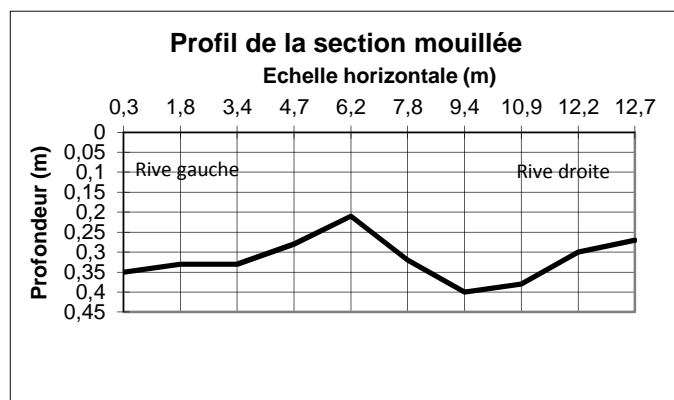 Profil de la section mouillée
Echelle horizontale (m)
0,3 1,8 3,4 4,7 6,2 7,8 9,4 10,9 12,2 12,7
0
0,05
0,1
0,15
0,2
0,25
0,3
0,35
0,4
0,45
Profondeur (m)
Rive gauche
Rive droite